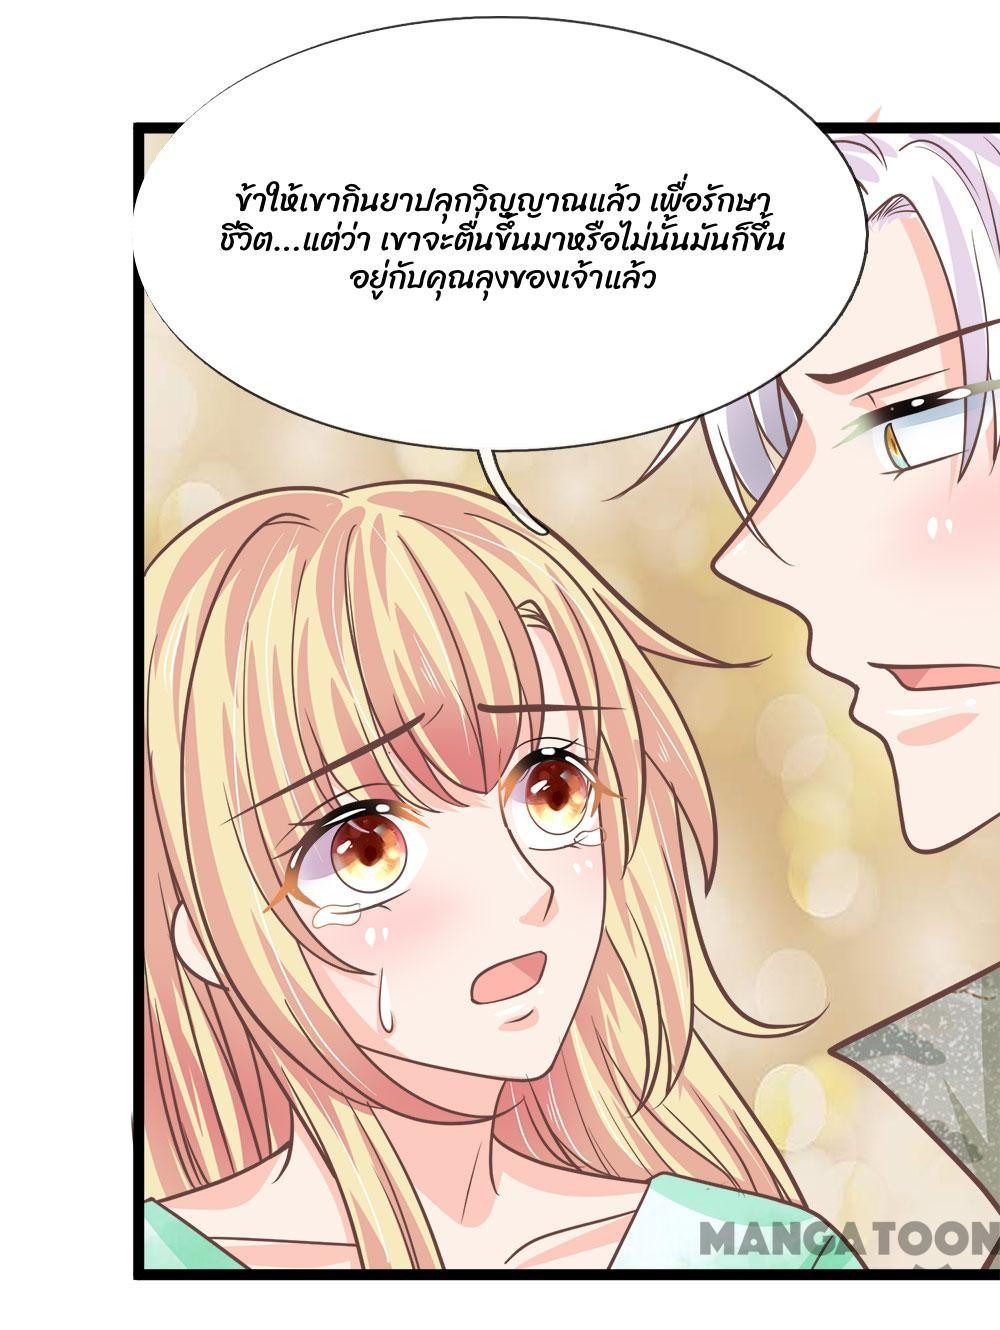 ข้าให้เขากินยาปลุกวิญญาณแล้ว เพื่อรักษา
ชีวิต...แต่ว่า เขาจะตื่นขึ้นมาหรือไม่นั้นมันก็ขึ้น
อยู่กับคุณลุงของเจ้าแล้ว
MANGATOON